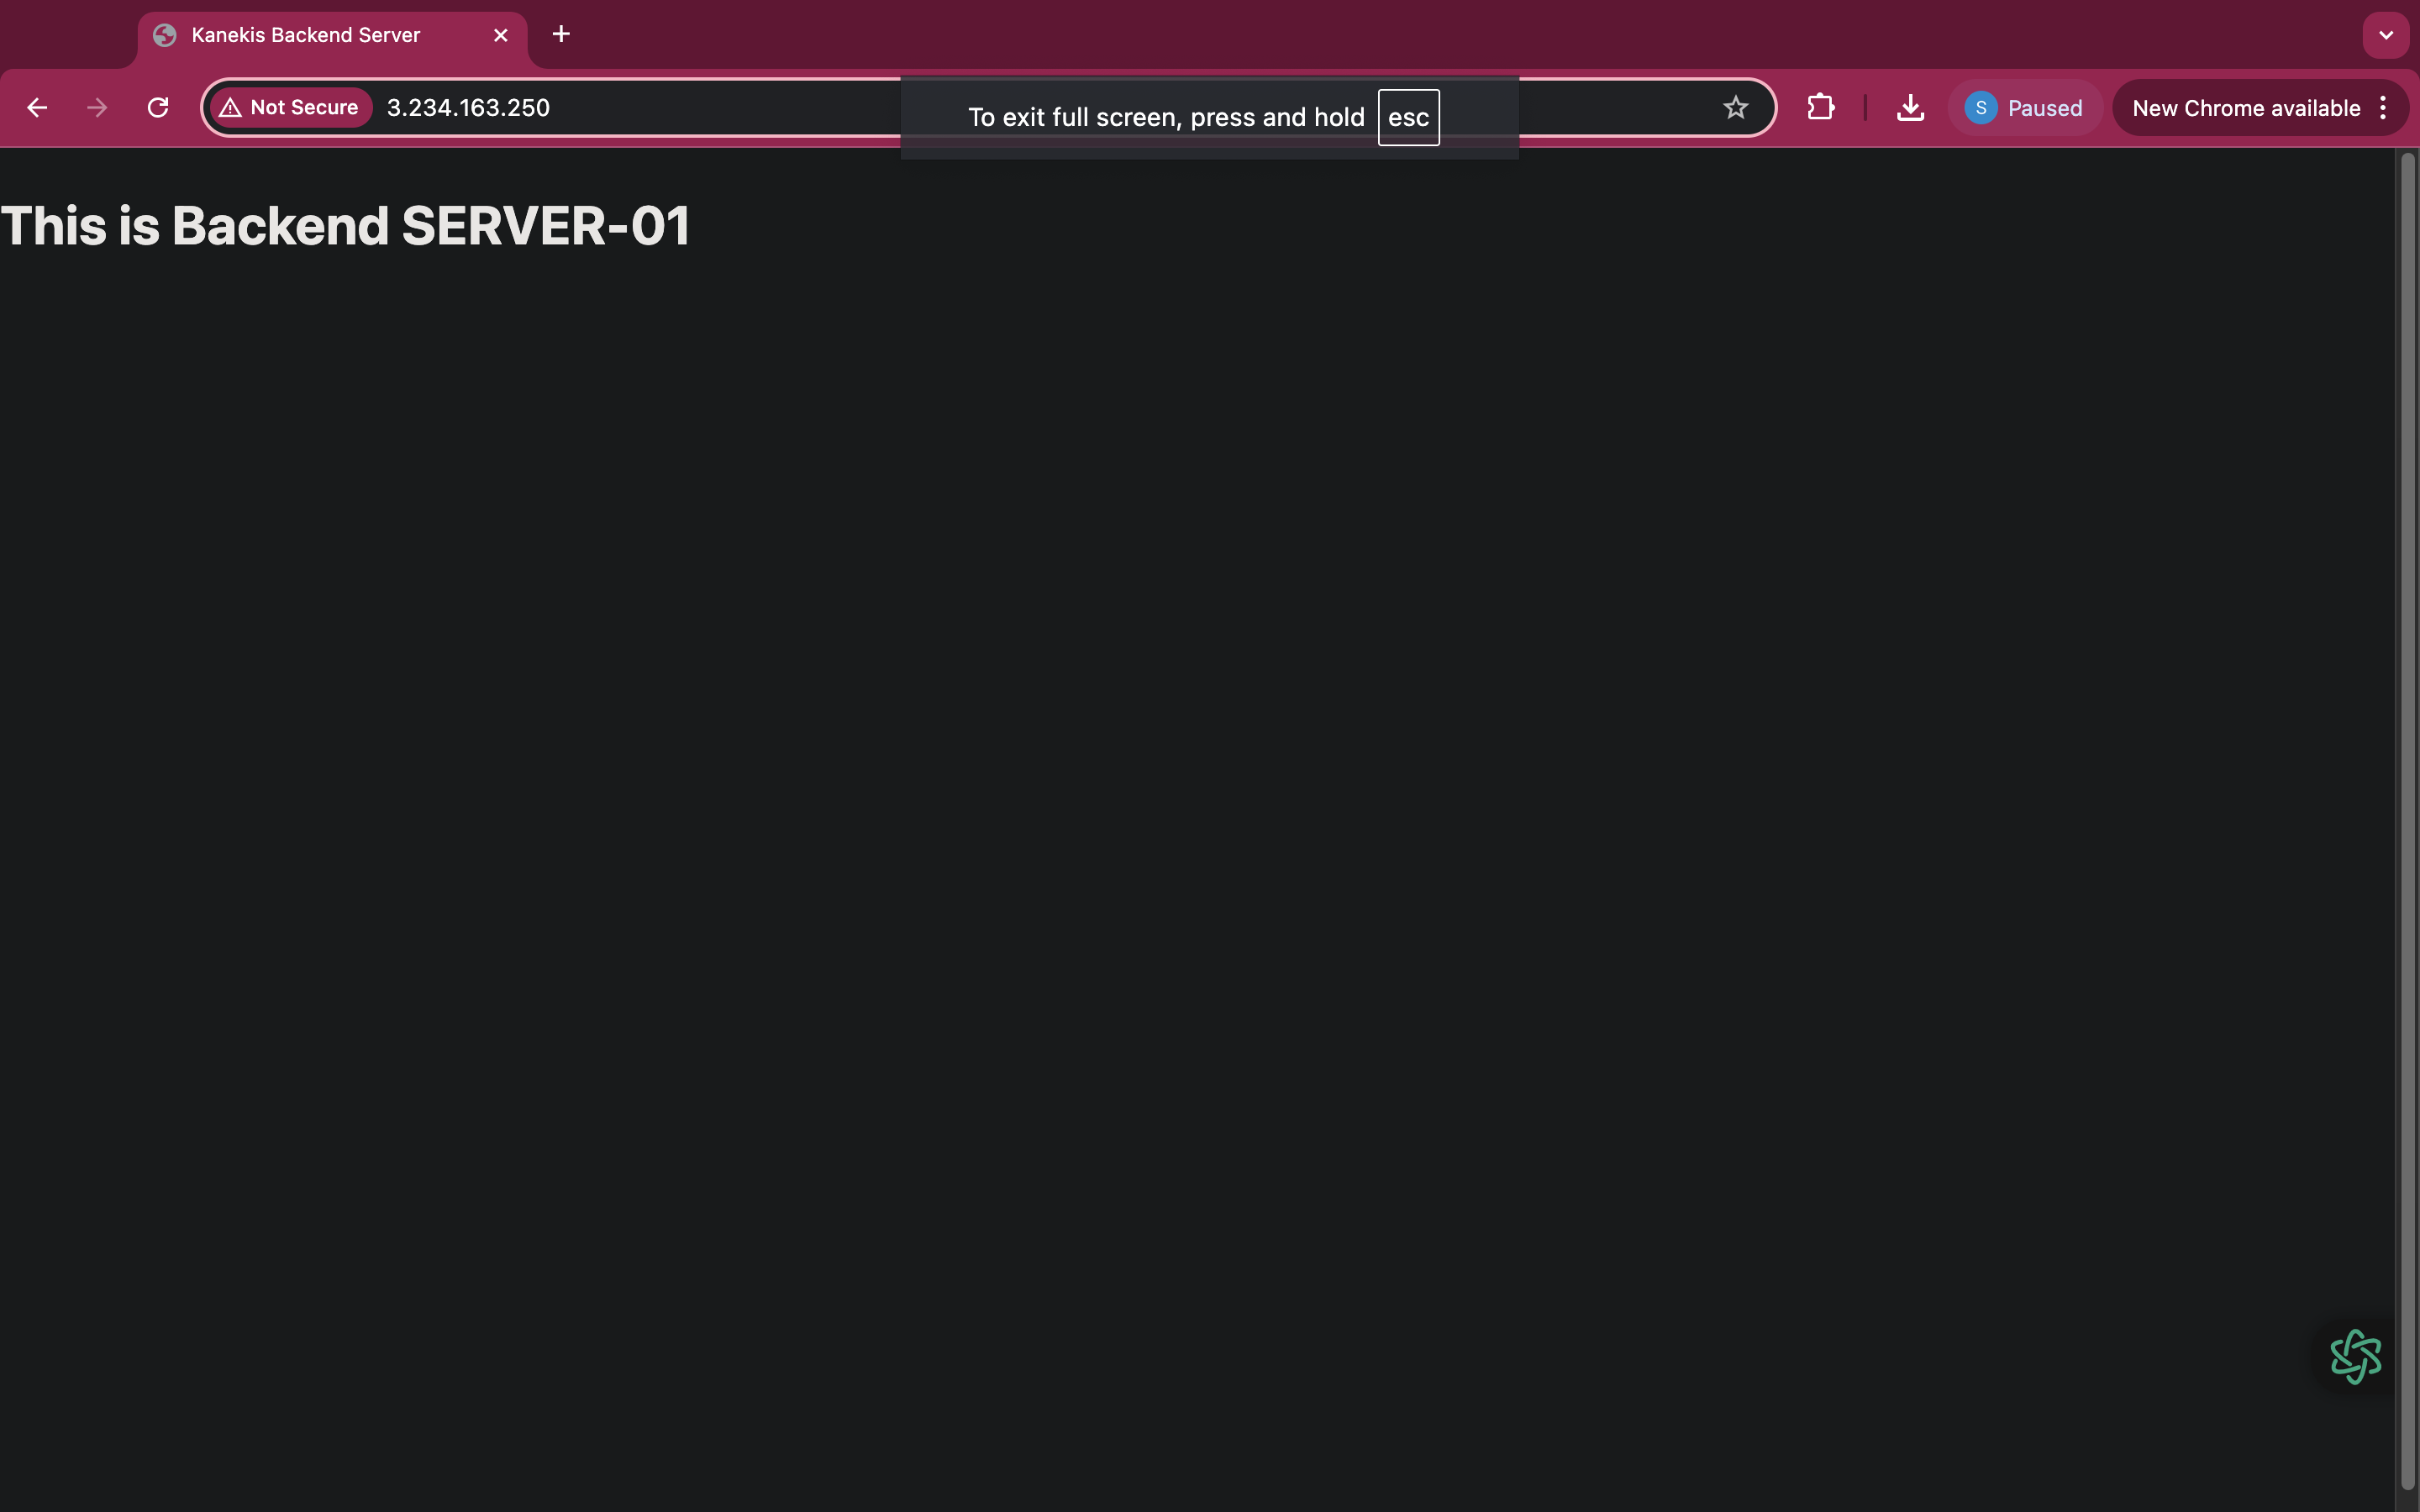 Kanekis Backend Server
Not Secure 3.234.163.250
To exit full screen, press and hold esc
S Paused
New Chrome available
This is Backend SERVER-01